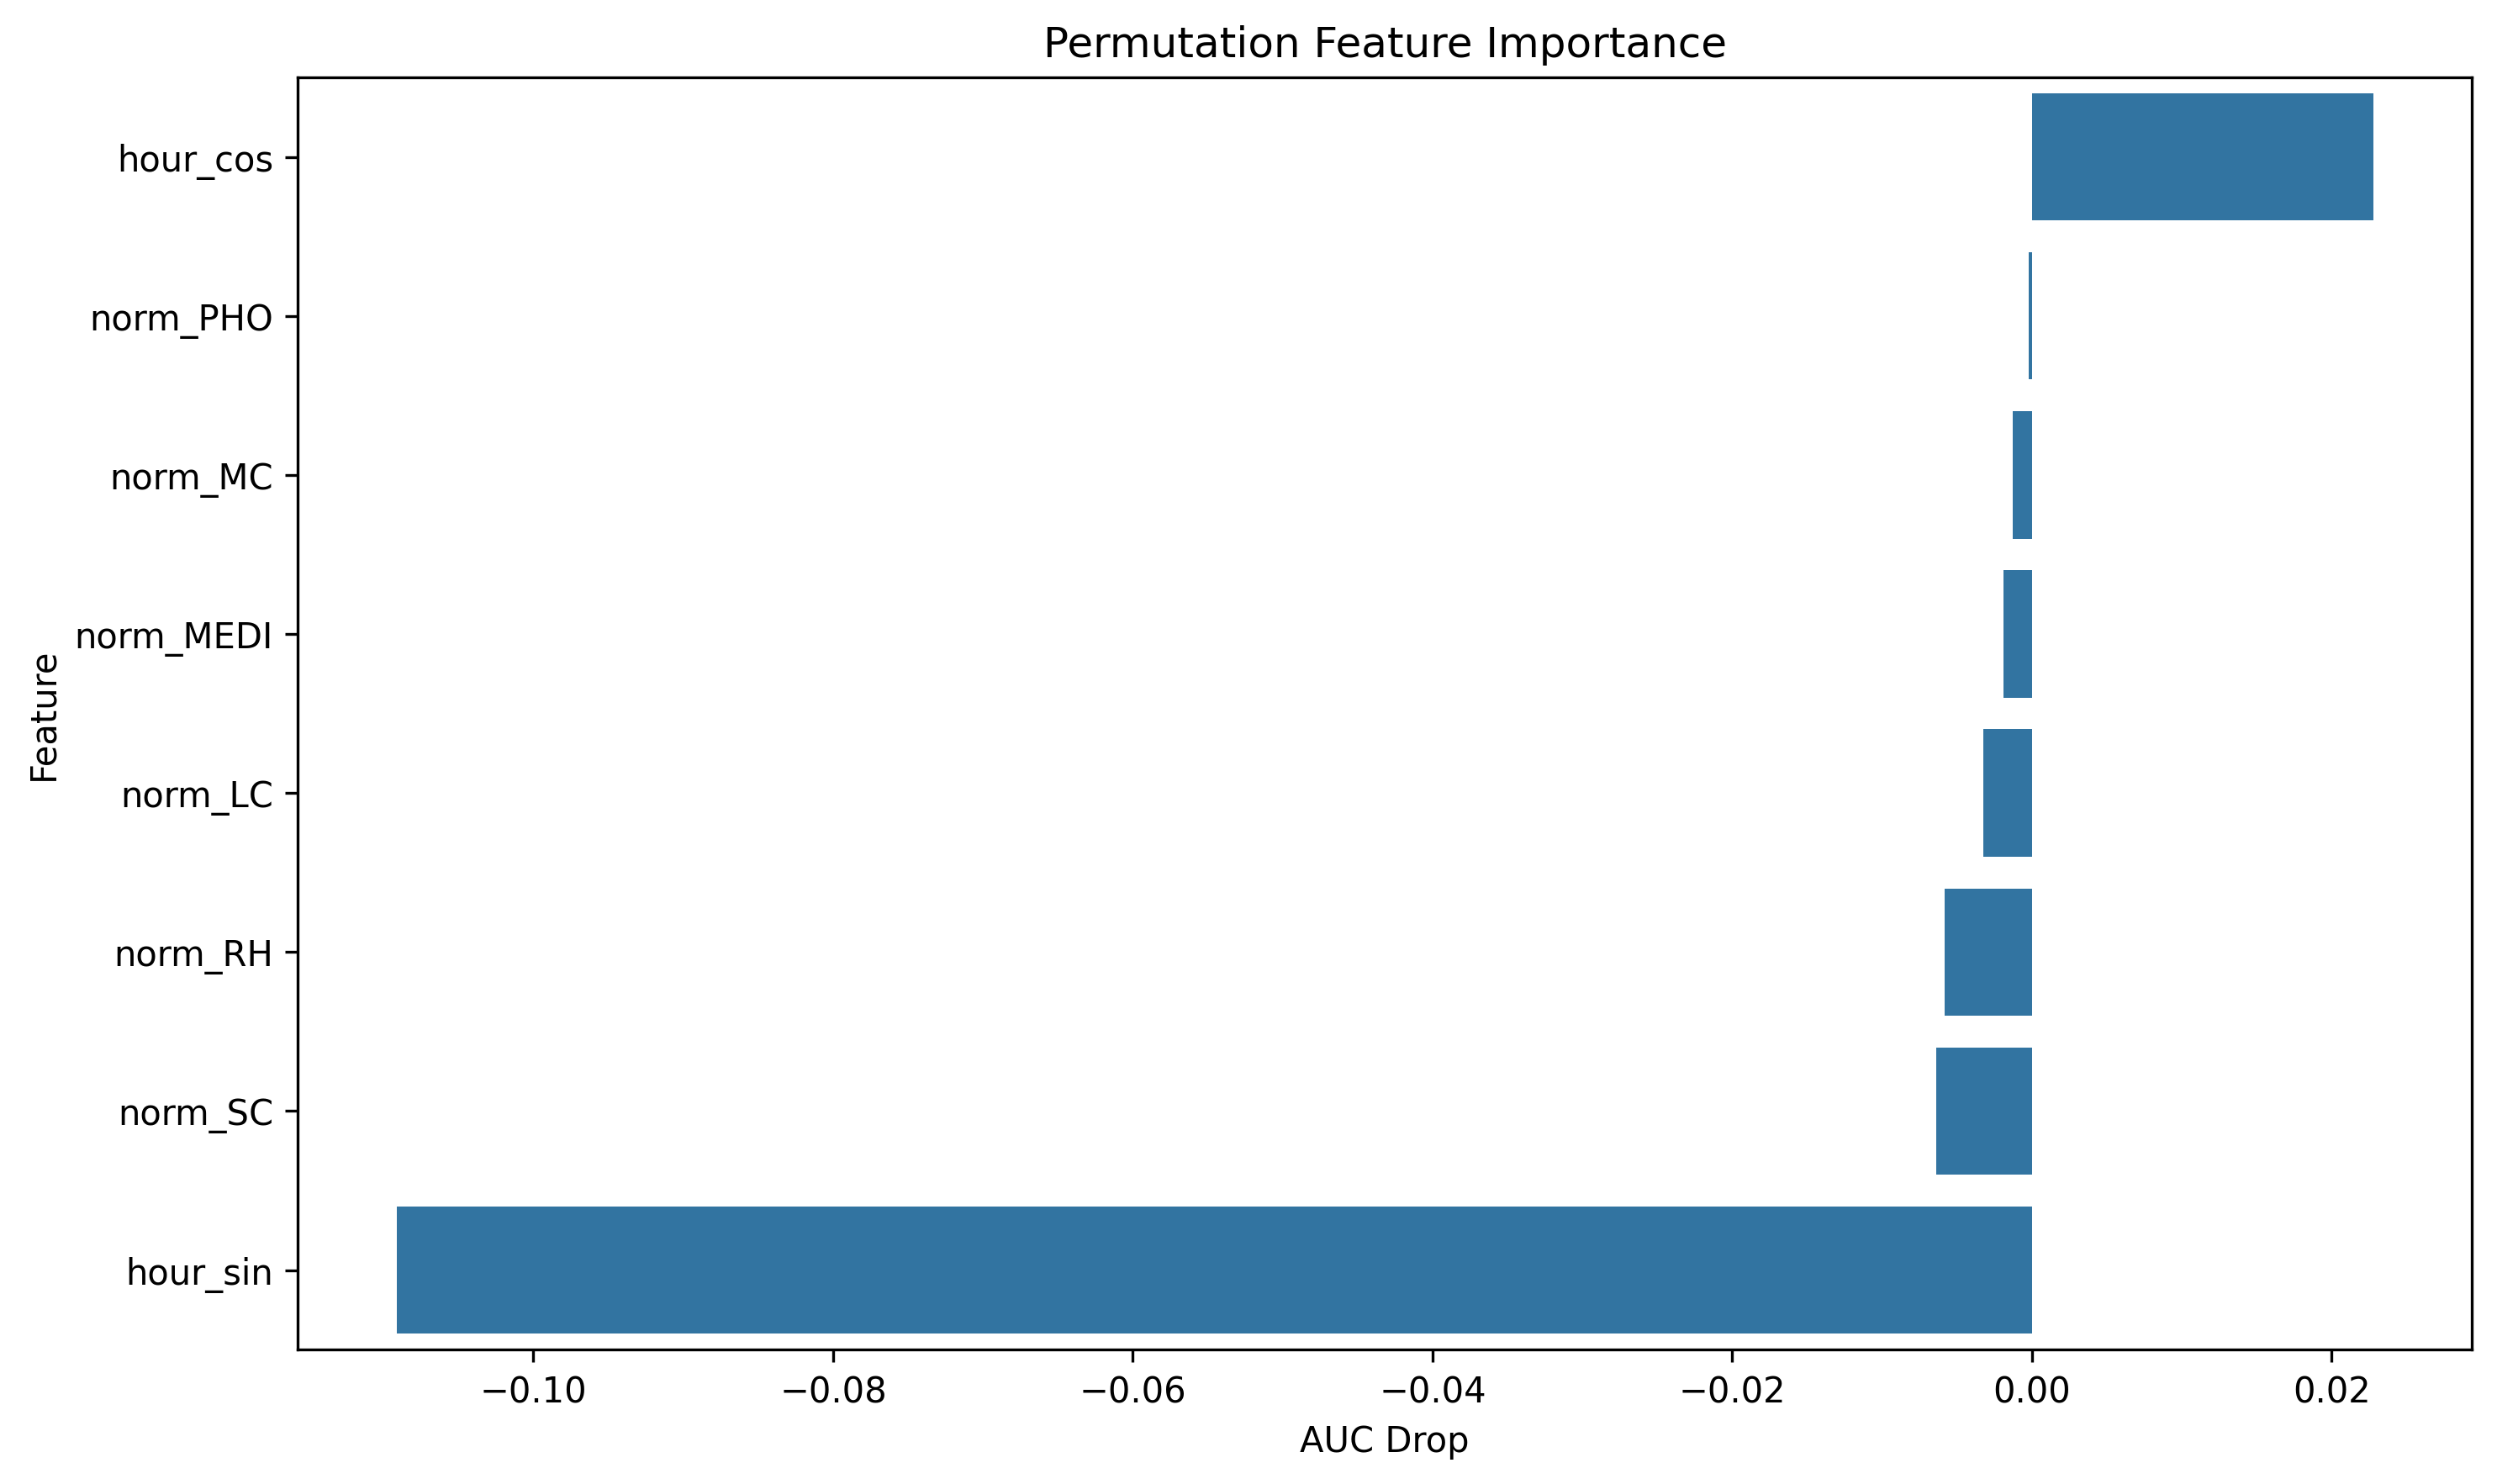 Permutation Feature Importance
hour_cos
norm_PHO
norm_MC
norm_MEDI
norm_LC
norm_RH
norm_SC
hour_sin
Feature
−0.10 −0.08 −0.06 −0.04 −0.02 0.00 0.02
AUC Drop